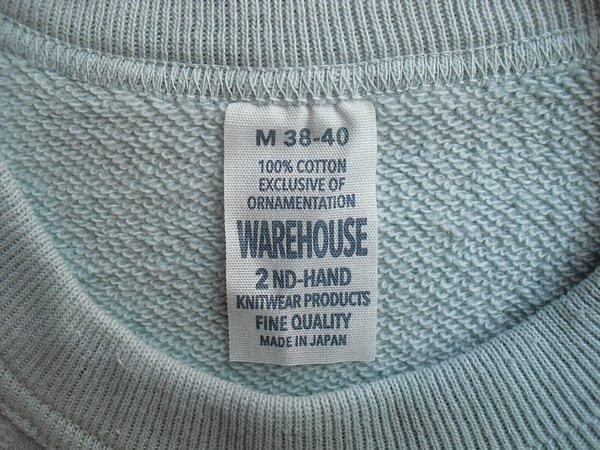 M 38-40
100% COTTON
EXCLUSIVE OF
ORNAMENTATION
WAREHOUSE
2 ND-HAND
KNITWEAR PRODUCTS
FINE QUALITY
MADE IN JAPAN